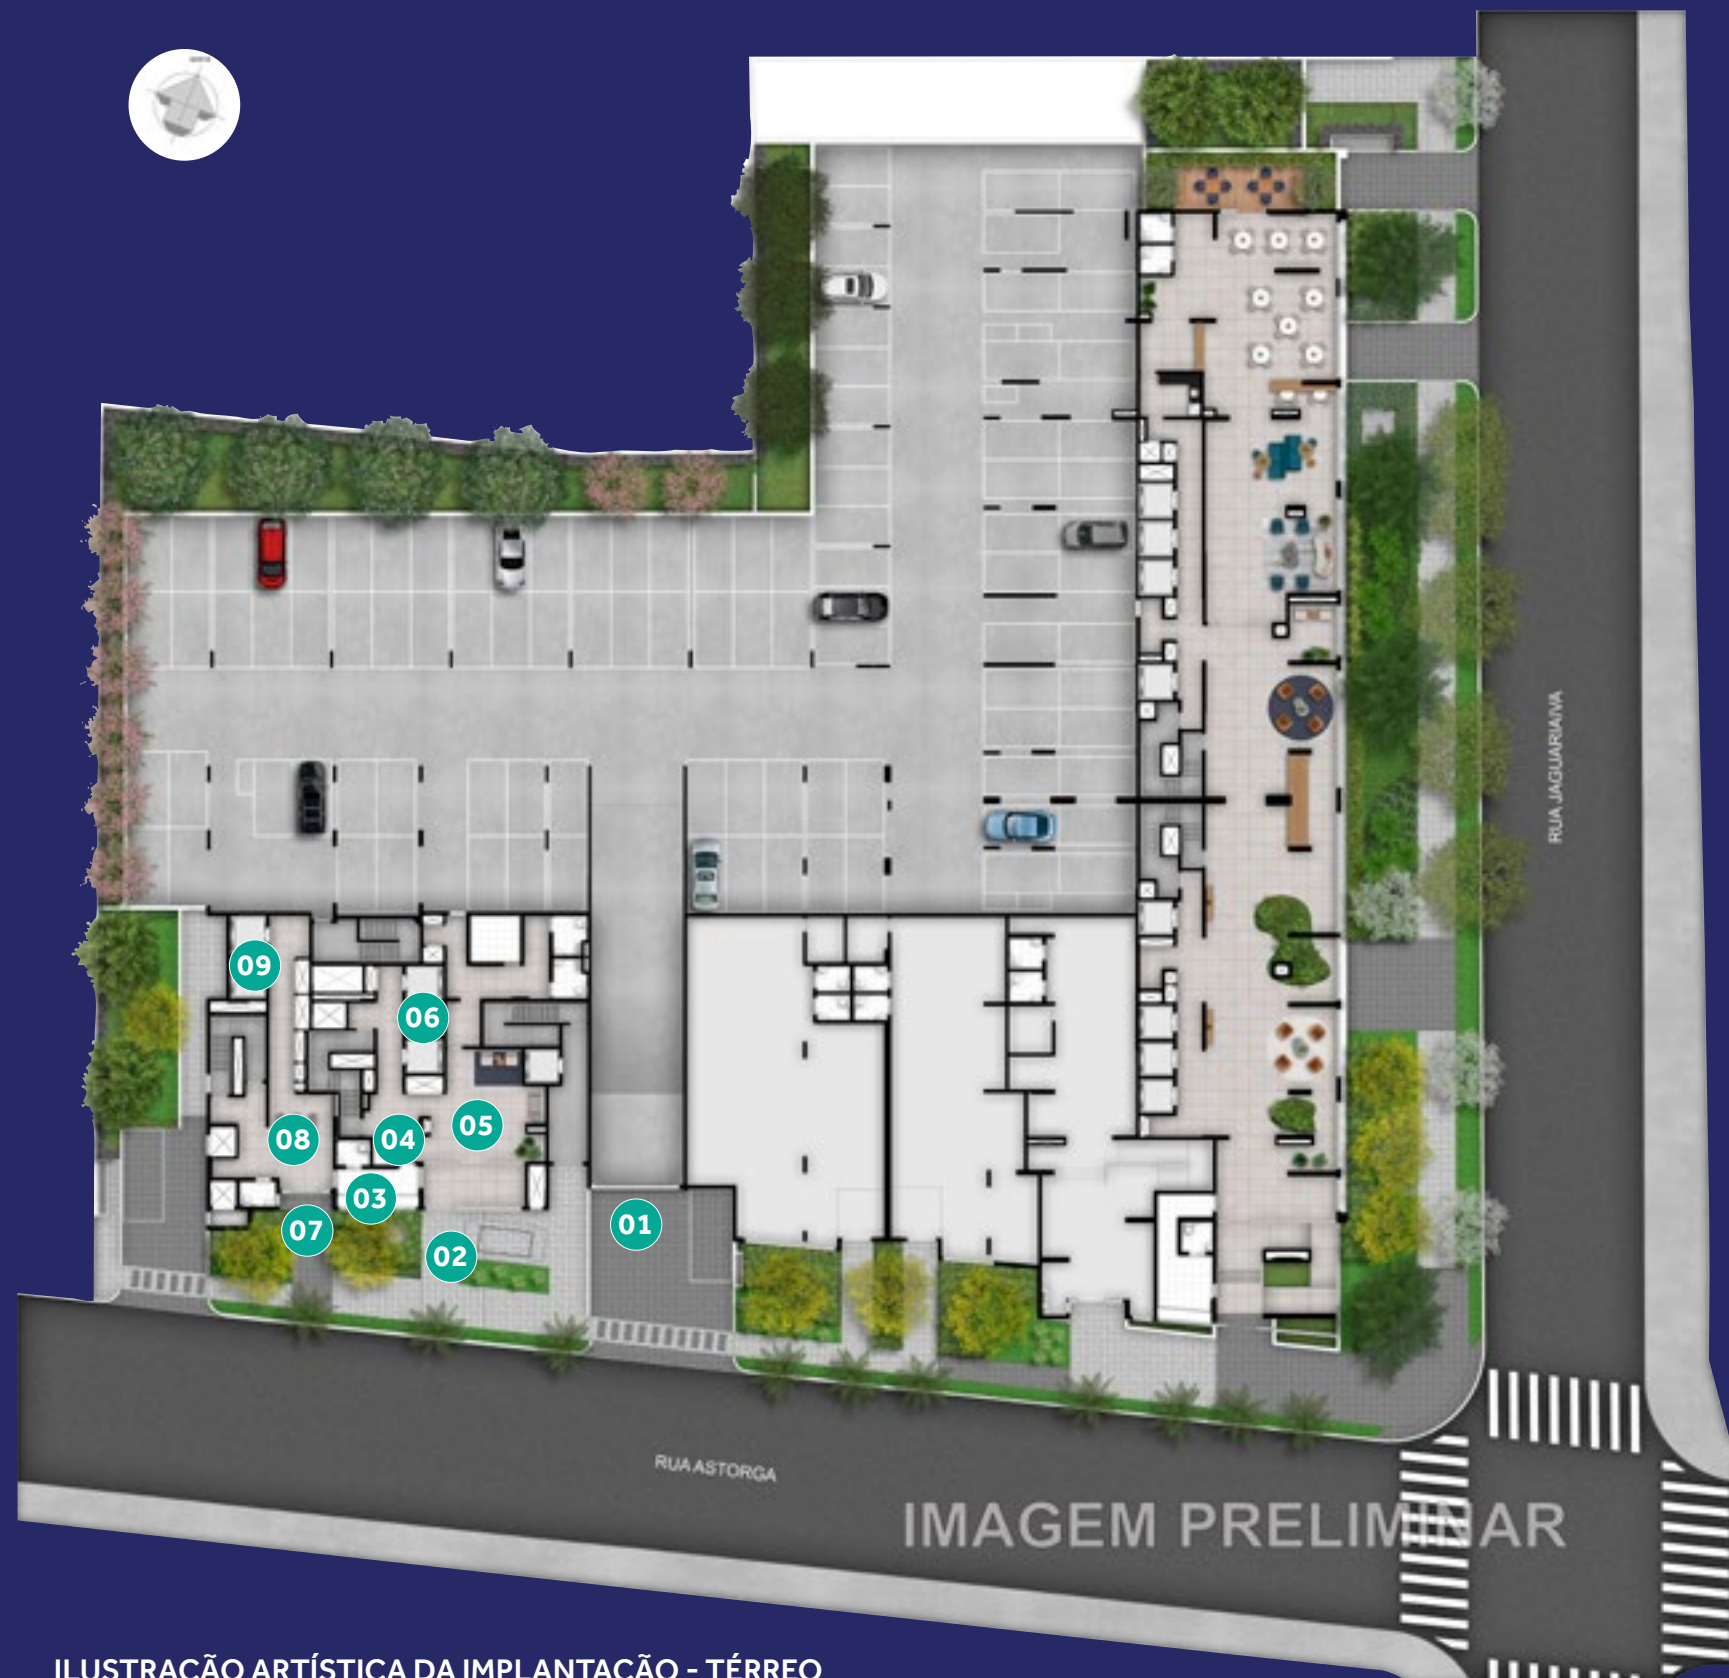 09
06
05
08
04
03
07
01
02
RUA JAGUARIAIVA
RUA ASTORGA
IMAGEM PRELIMINAR
ILUSTRAÇÃO ARTÍSTICA DA IMPLANTAÇÃO - TÉRREO